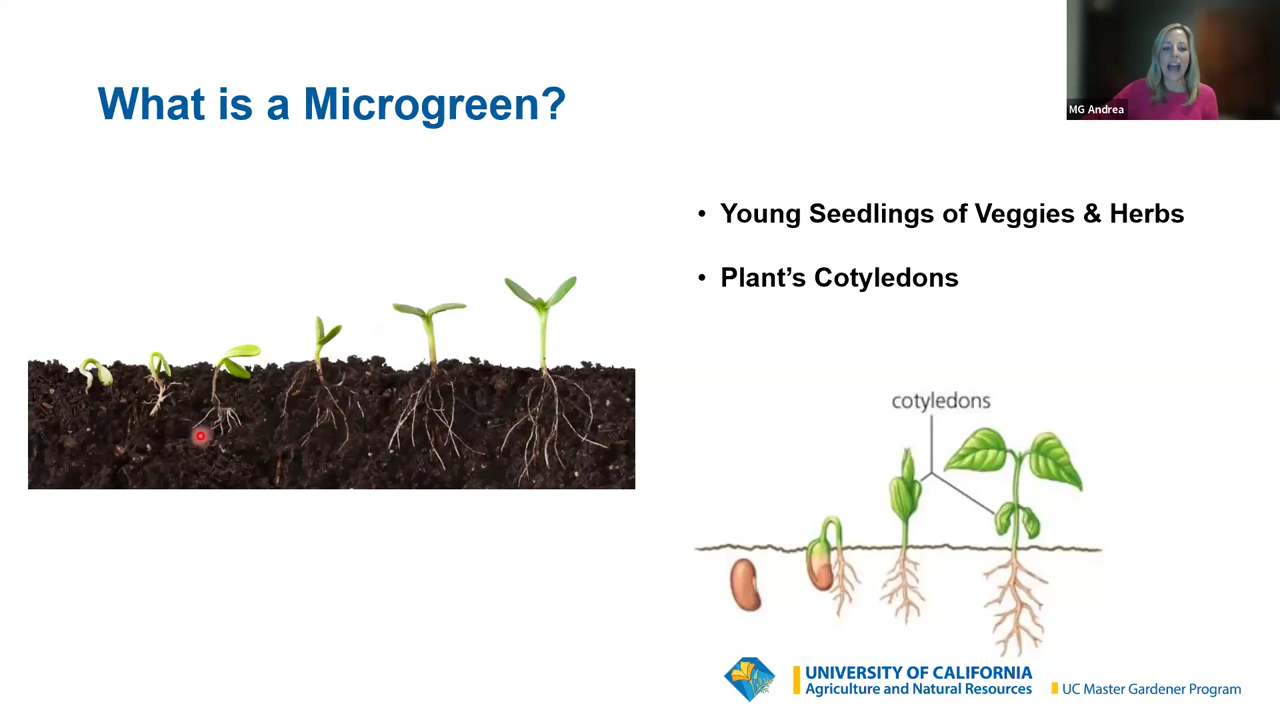 What is a Microgreen?
MG Andrea
• Young Seedlings of Veggies & Herbs
• Plant’s Cotyledons
cotyledons
UNIVERSITY OF CALIFORNIA
Agriculture and Natural Resources
UC Master Gardener Program